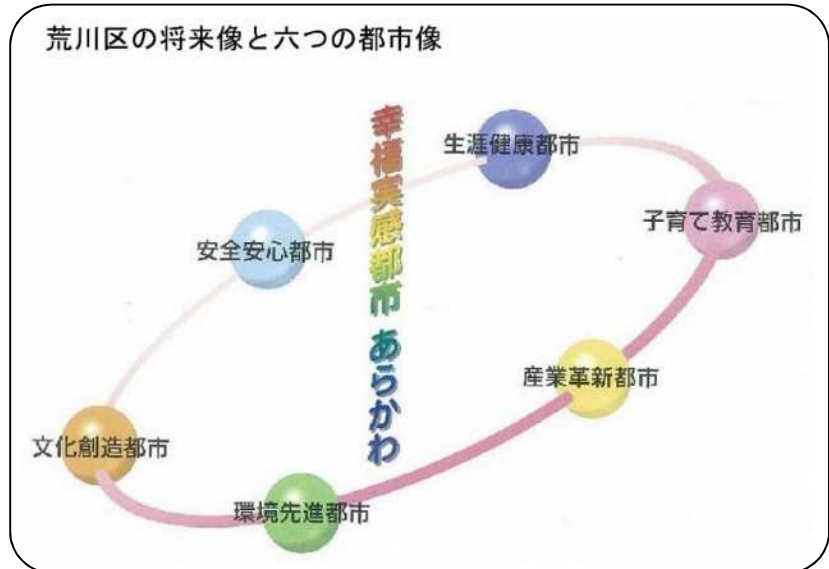 荒川区の将来像と六つの都市像
幸福実感都市 あらかわ
生涯健康都市
子育て教育都市
安全安心都市
産業革新都市
文化創造都市
環境先進都市